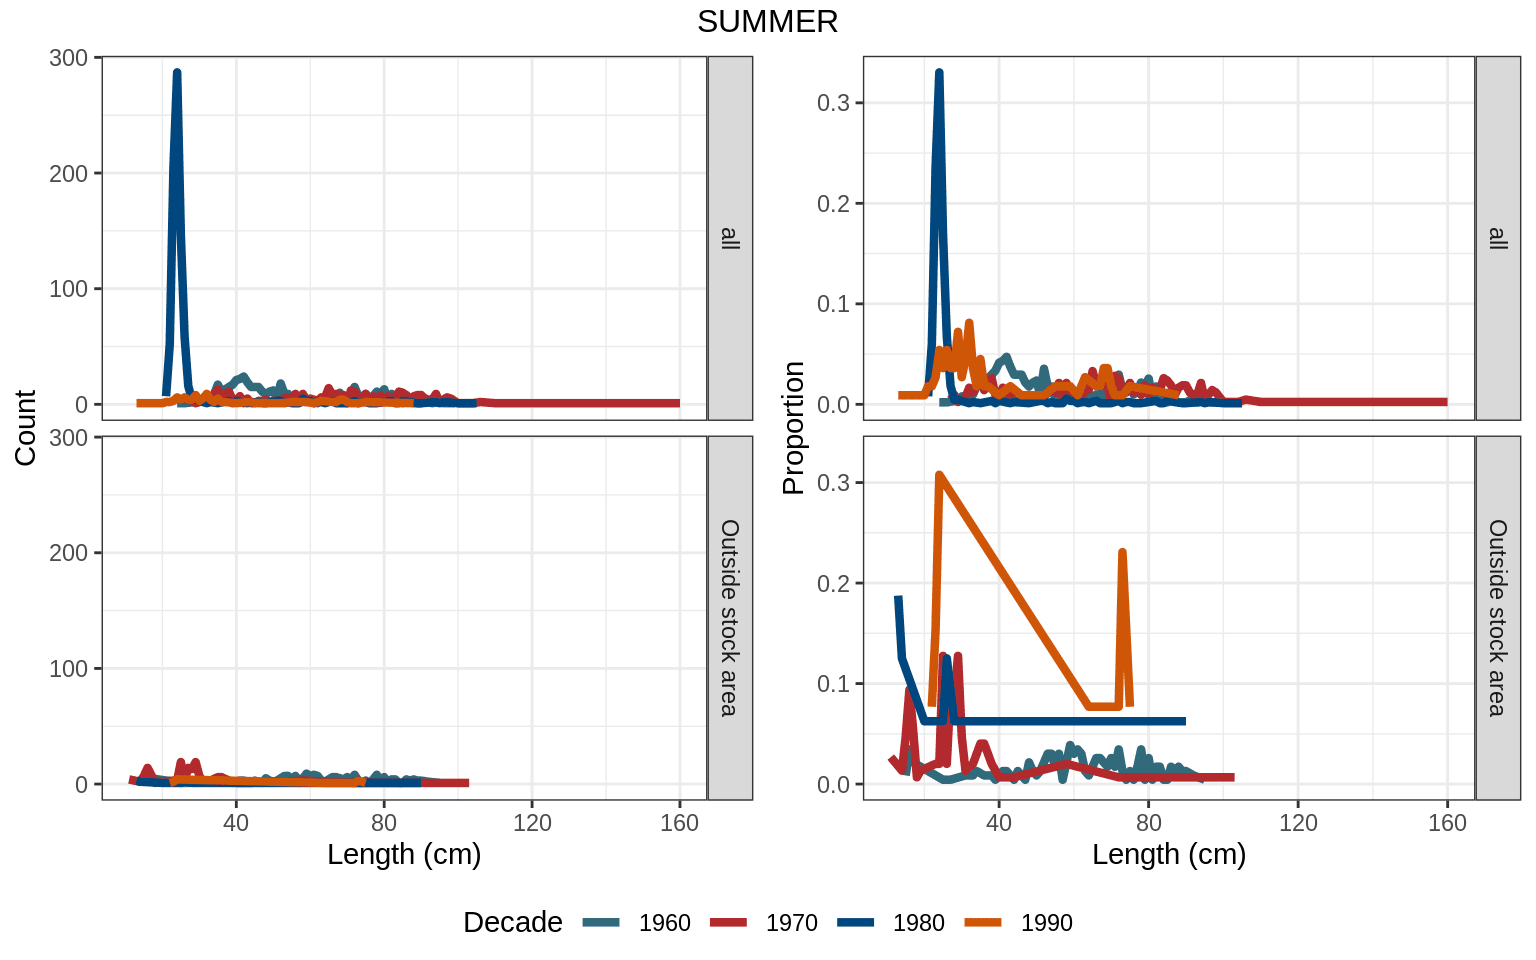 SUMMER
Count
300
200
100
0
all
300
200
100
0
Outside stock area
40 80 120 160
Length (cm)
Proportion
0.3
0.2
0.1
0.0
all
0.3
0.2
0.1
0.0
Outside stock area
40 80 120 160
Length (cm)
Decade 1960 1970 1980 1990